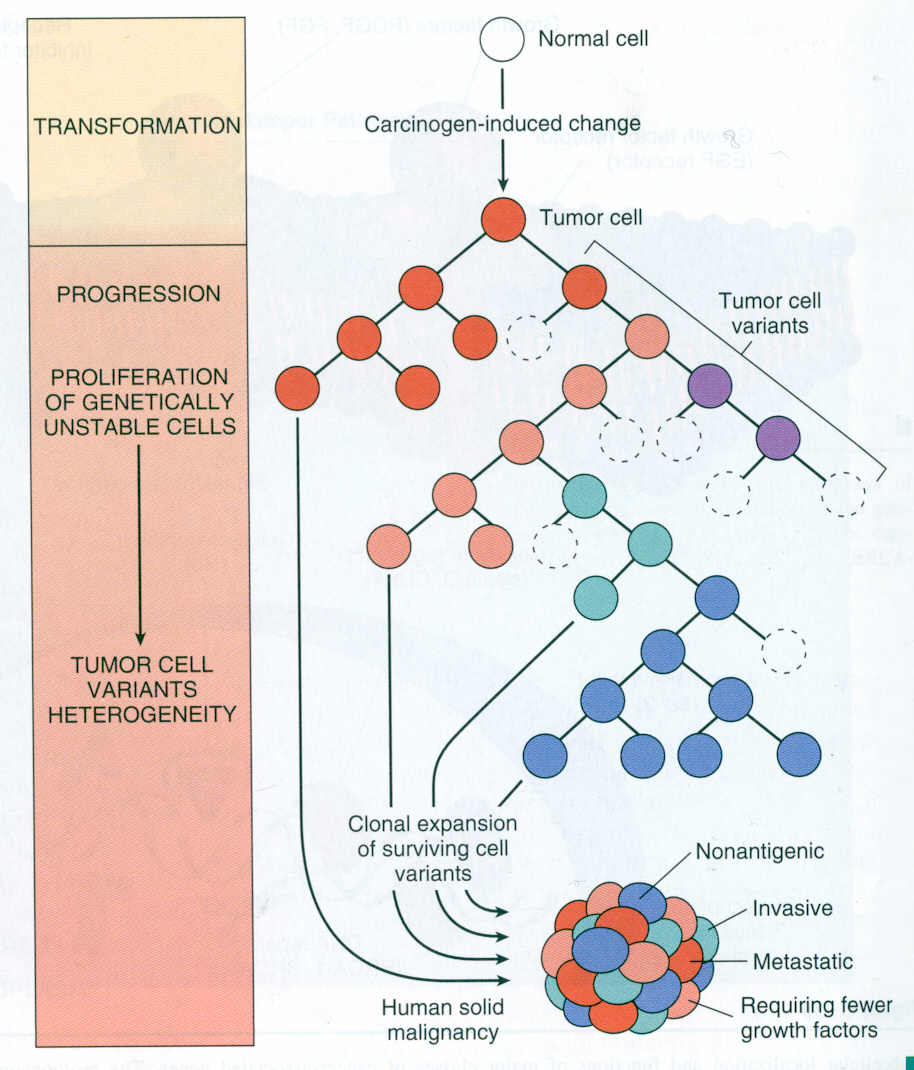 Normal cell
TRANSFORMATION
Carcinogen-induced change
Tumor cell
PROGRESSION
Tumor cell
variants
PROLIFERATION
OF GENETICALLY
UNSTABLE CELLS
TUMOR CELL
VARIANTS
HETEROGENEITY
Clonal expansion
of surviving cell
variants
Nonantigenic
Invasive
Metastatic
Human solid
malignancy
Requiring fewer
growth factors